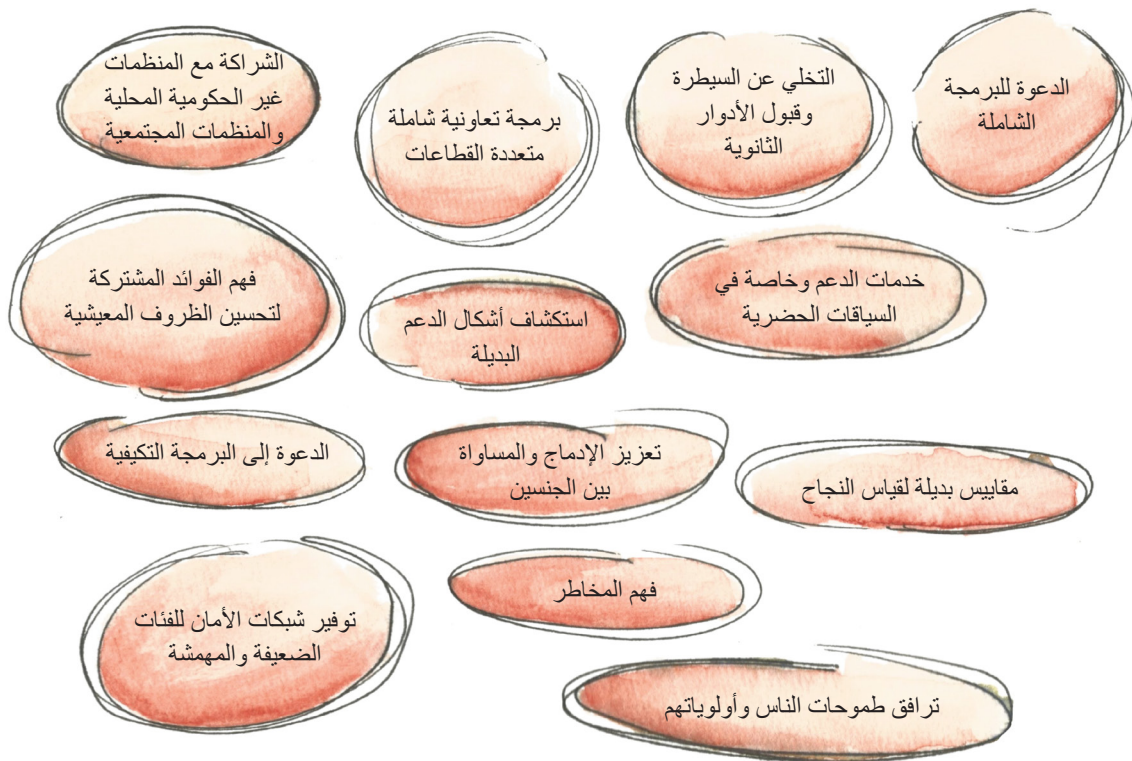 الدعوة للبرمجة
الشاملة
التخلي عن السيطرة
وقبول الأدوار
الثانوية
برمجة تعاونية شاملة
متعددة القطاعات
الشراكة مع المنظمات
غير الحكومية المحلية
والمنظمات المجتمعية
خدمات الدعم وخاصة في
السياقات الحضرية
استكشاف أشكال الدعم
البديلة
فهم الفوائد المشتركة
لتحسين الظروف المعيشية
مقاييس بديلة لقياس النجاح
تعزيز الإدماج والمساواة
بين الجنسين
الدعوة إلى البرمجة التكيفية
فهم المخاطر
توفير شبكات الأمان للفئات
الضعيفة والمهمشة
ترافق طموحات الناس وأولوياتهم